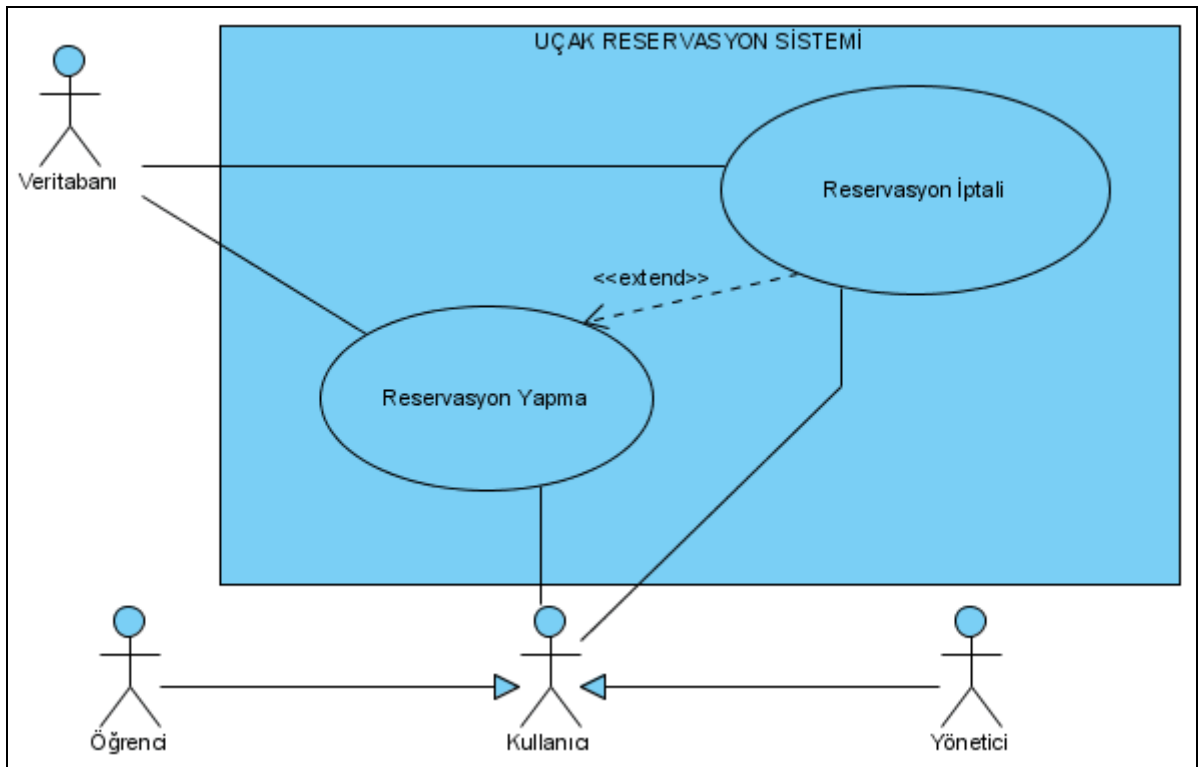 UÇAK RESERVASYON SİSTEMİ
Veritabanı
Reservasyon İptali
<<extend>>
Reservasyon Yapma
Öğrenci
Kullanıcı
Yönetici